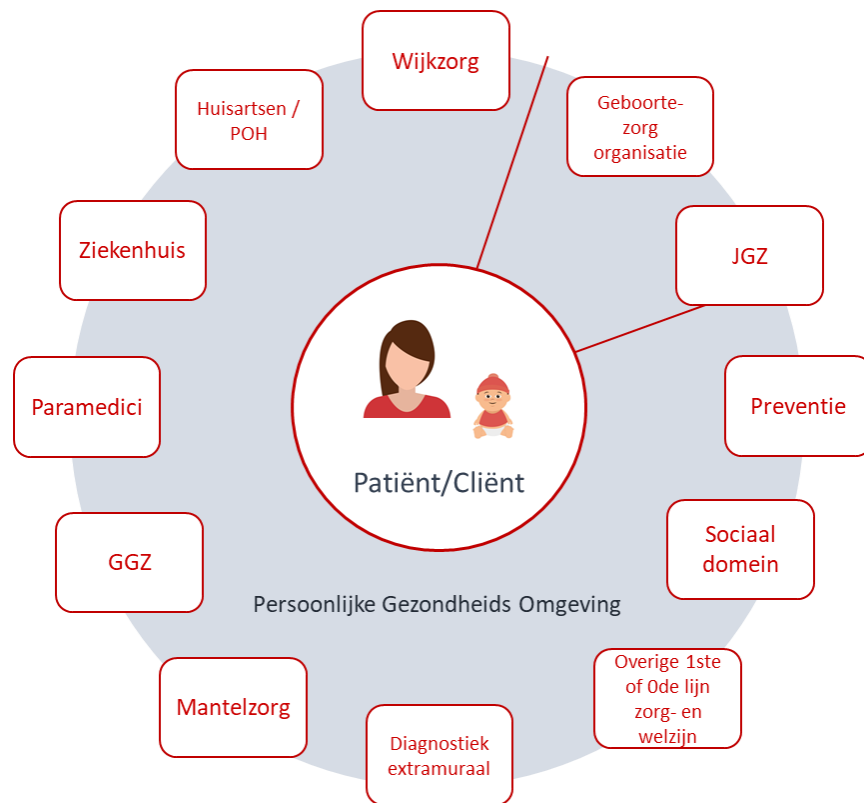 Wijkzorg
Geboorte-
zorg
organisatie
JGZ
Preventie
Sociaal
domein
Overige 1ste
of 0de lijn
zorg- en
welzijn
Diagnostiek
extramuraal
Mantelzorg
GGZ
Paramedici
Ziekenhuis
Huisartsen /
POH
Patiënt/Cliënt
Persoonlijke Gezondheids Omgeving